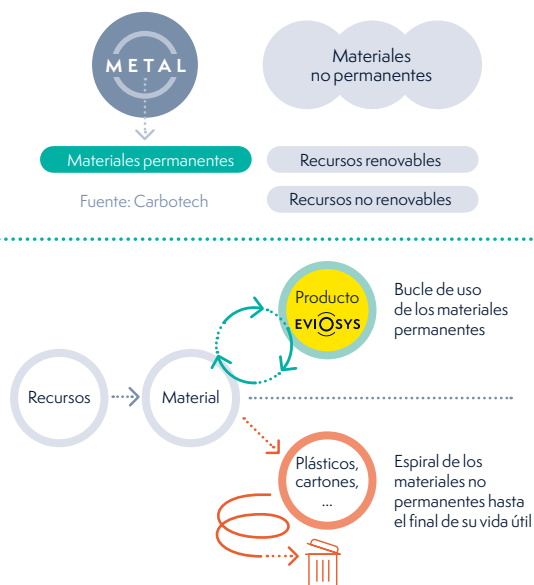 METAL
Materiales
no permanentes
Materiales permanentes
Recursos renovables
Fuente: Carbotech
Recursos no renovables
Producto
EVIOSYS
Bucle de uso
de los materiales
permanentes
Recursos
Material
Plásticos,
cartones,
...
Espiral de los
materiales no
permanentes hasta
el final de su vida útil